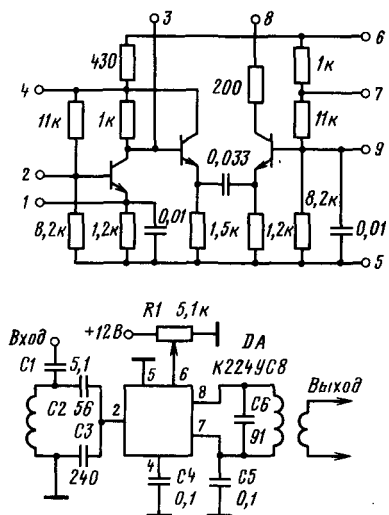 3 8
6
430 1к
4 200 7
11к 1к 11к
0,033
2 9
1 0,01 8,2к
8,2к 1,2к 1,5к 1,2к 0,01
5
R1 5,1к
Вход +12В DA
К224УС8
C1 5,1
5 6
8 C6 Выход
C2 56 2
7 91
C3
240 4 C4 C5
0,1 0,1